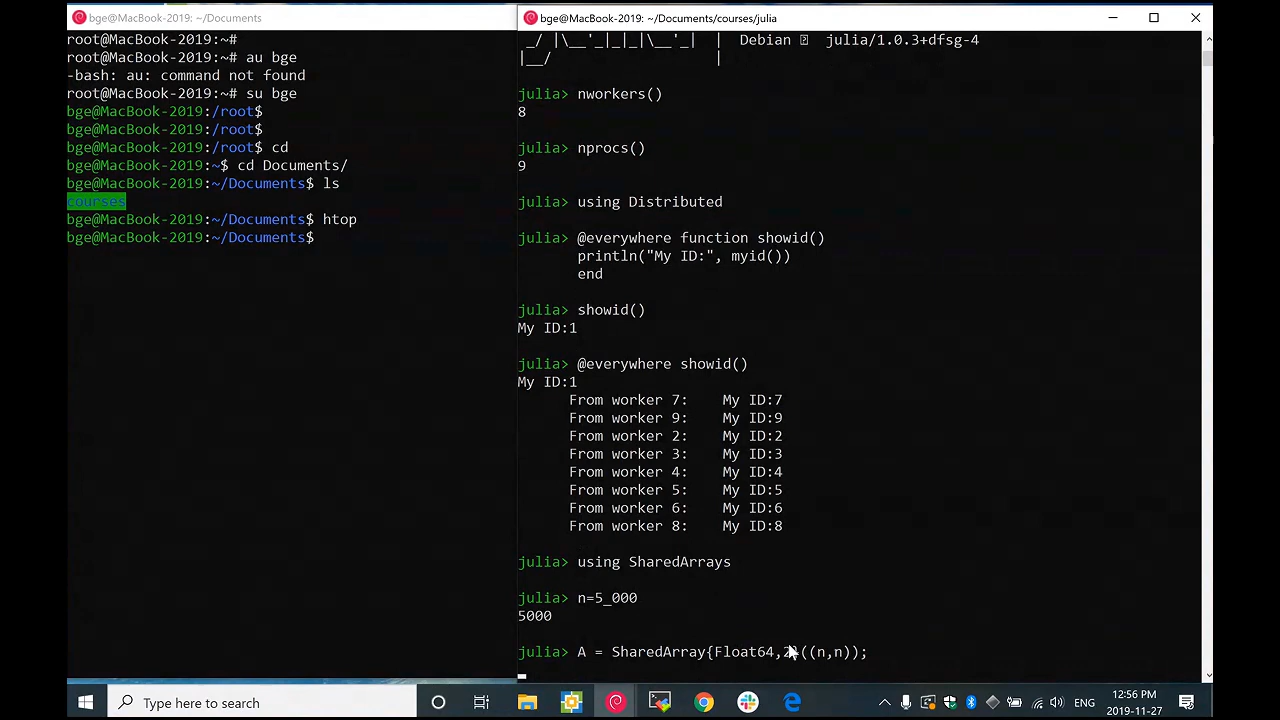 bge@MacBook-2019: ~/Documents
root@MacBook-2019:~#
root@MacBook-2019:~# au bge
-bash: au: command not found
root@MacBook-2019:~# su bge
bge@MacBook-2019:/root$
bge@MacBook-2019:/root$
bge@MacBook-2019:/root$ cd
bge@MacBook-2019:~$ cd Documents/
bge@MacBook-2019:~/Documents$ ls
courses
bge@MacBook-2019:~/Documents$ htop
bge@MacBook-2019:~/Documents$
bge@MacBook-2019: ~/Documents/courses/julia
_/ |\__'_|_|_|\__'_| | Debian julia/1.0.3+dfsg-4
|__/ |
julia> nworkers()
8
julia> nprocs()
9
julia> using Distributed
julia> @everywhere function showid()
println("My ID:", myid())
end
julia> showid()
My ID:1
julia> @everywhere showid()
My ID:1
From worker 7: My ID:7
From worker 9: My ID:9
From worker 2: My ID:2
From worker 3: My ID:3
From worker 4: My ID:4
From worker 5: My ID:5
From worker 6: My ID:6
From worker 8: My ID:8
julia> using SharedArrays
julia> n=5_000
5000
julia> A = SharedArray{Float64,2}((n,n));
Type here to search
ENG
12:56 PM
2019-11-27